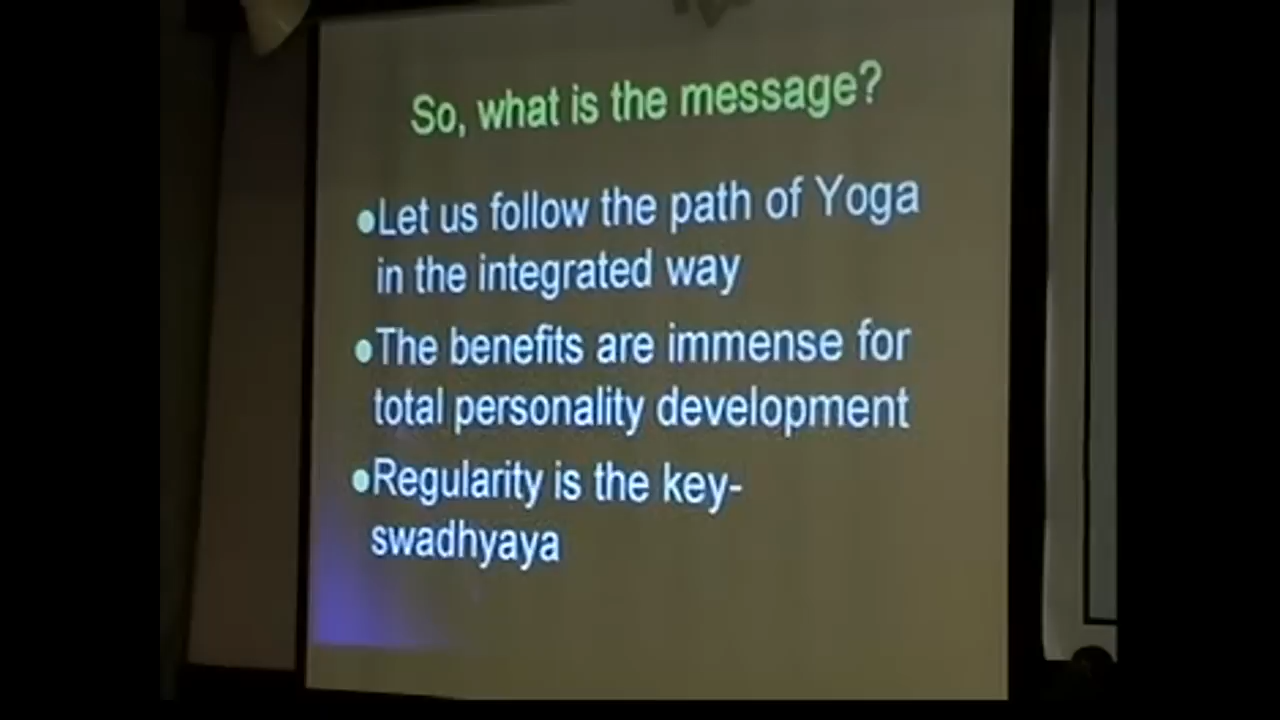 So, what is the message?
●Let us follow the path of Yoga
in the integrated way
●The benefits are immense for
total personality development
●Regularity is the key-
swadhyaya